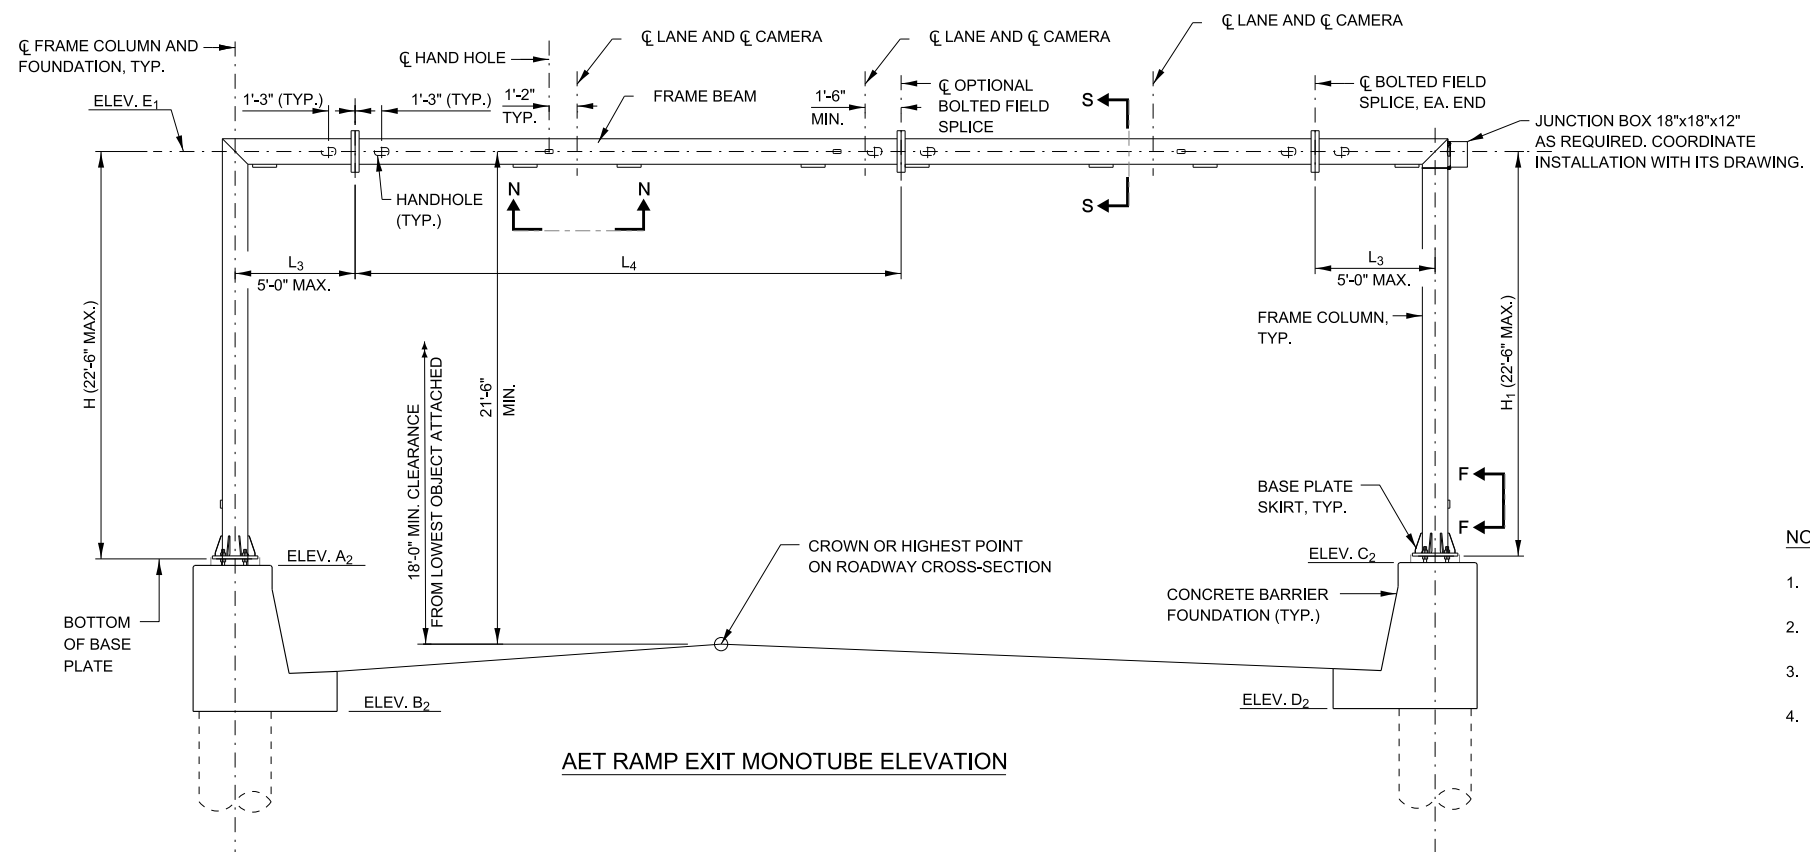 ℄ FRAME COLUMN AND
FOUNDATION, TYP.
℄ HAND HOLE
℄ LANE AND ℄ CAMERA
℄ LANE AND ℄ CAMERA
℄ LANE AND ℄ CAMERA
ELEV. E1
1'-3" (TYP.)
1'-3" (TYP.)
1'-2"
TYP.
FRAME BEAM
1'-6"
MIN.
℄ OPTIONAL
BOLTED FIELD
SPLICE
S
S
℄ BOLTED FIELD
SPLICE, EA. END
JUNCTION BOX 18"x18"x12"
AS REQUIRED. COORDINATE
INSTALLATION WITH ITS DRAWING.
HANDHOLE
(TYP.)
N
N
L3
5'-0" MAX.
L4
L3
5'-0" MAX.
H (22'-6" MAX.)
18'-0" MIN. CLEARANCE
FROM LOWEST OBJECT ATTACHED
21'-6"
MIN.
FRAME COLUMN,
TYP.
H1 (22'-6" MAX.)
BASE PLATE
SKIRT, TYP.
F
F
ELEV. A2
CROWN OR HIGHEST POINT
ON ROADWAY CROSS-SECTION
ELEV. C2
CONCRETE BARRIER
FOUNDATION (TYP.)
BOTTOM
OF BASE
PLATE
ELEV. B2
ELEV. D2
AET RAMP EXIT MONOTUBE ELEVATION
NO
1.
2.
3.
4.